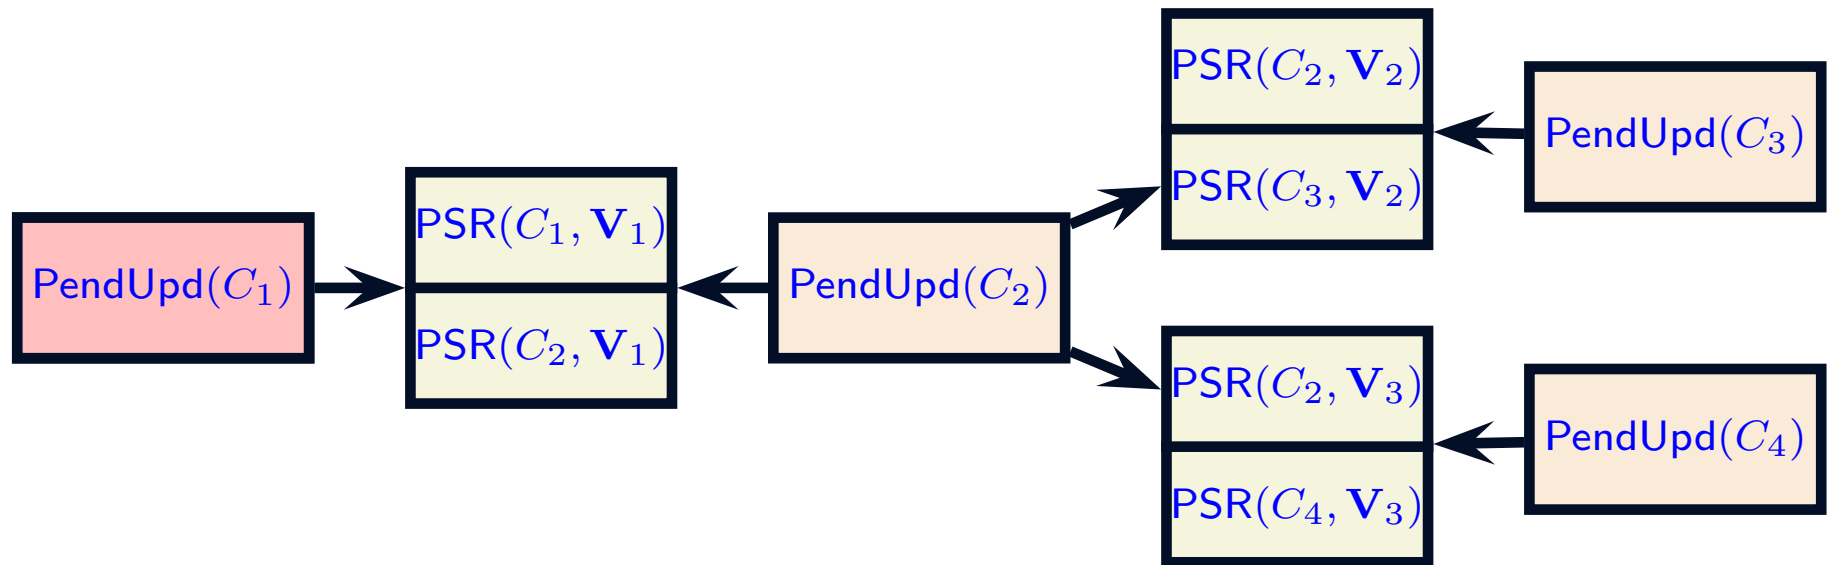 PendUpd(C₁)
PSR(C₁, V₁)
PSR(C₂, V₁)
PendUpd(C₂)
PSR(C₂, V₂)
PSR(C₃, V₂)
PendUpd(C₃)
PSR(C₂, V₃)
PSR(C₄, V₃)
PendUpd(C₄)